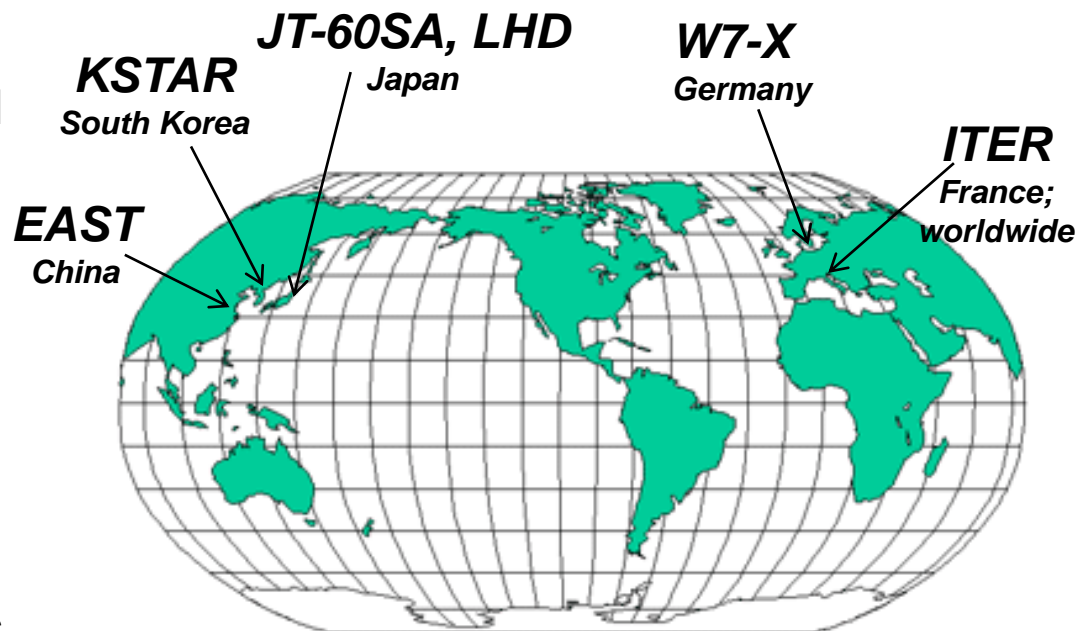 JT-60SA, LHD
Japan
KSTAR
South Korea
W7-X
Germany
ITER
France;
worldwide
EAST
China